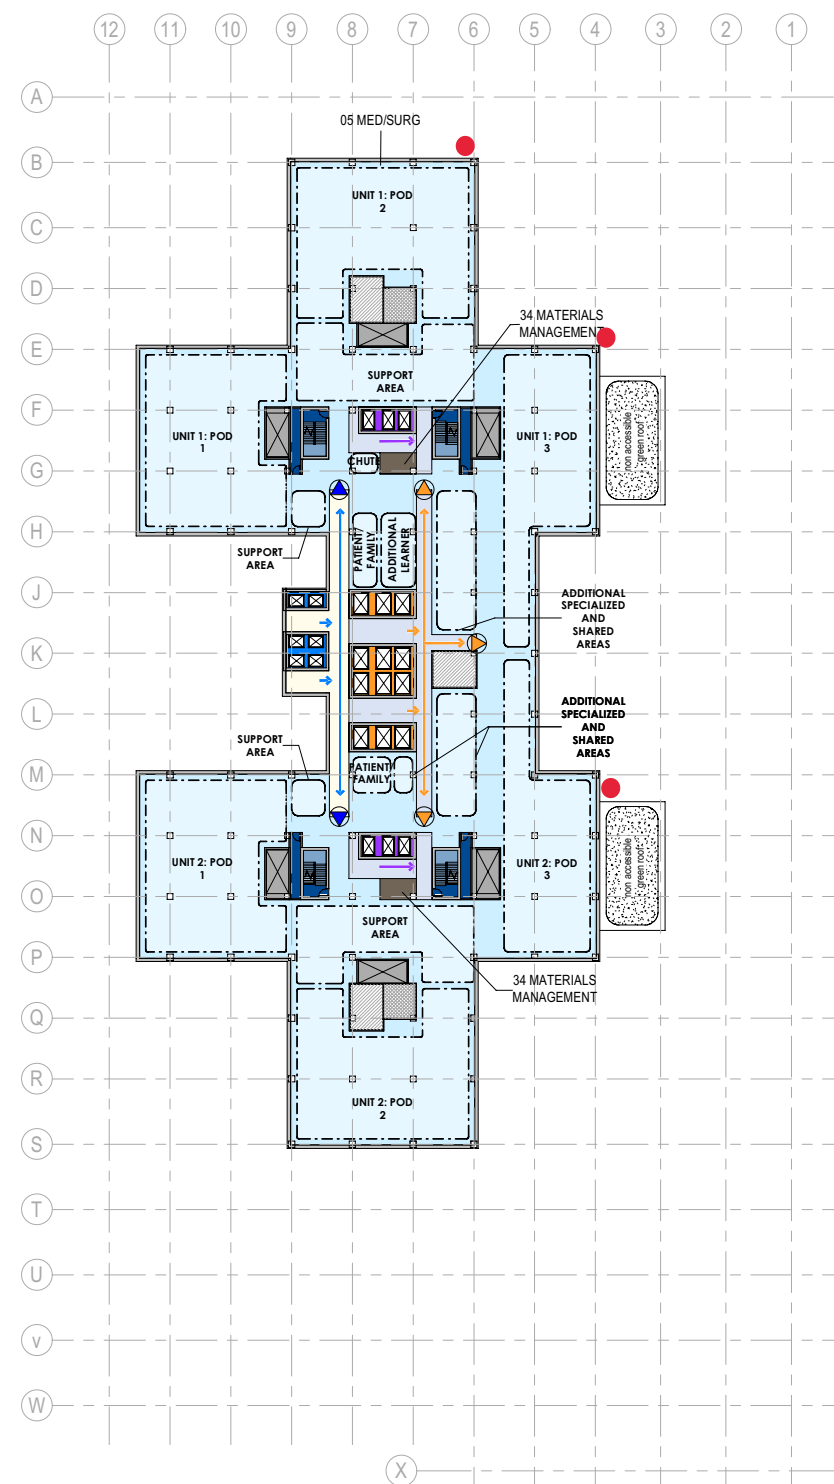 12 11 10 9 8 7 6 5 4 3 2 1
A
05 MED/SURG
B
UNIT 1: POD
2
C
D
34 MATERIALS
MANAGEMENT
E
SUPPORT
AREA
F
UNIT 1: POD
1
UNIT 1: POD
3
non accessible
green roof
CHUTE
G
H
PATIENT/
FAMILY
ADDITIONAL
LEARNER
SUPPORT
AREA
J
ADDITIONAL
SPECIALIZED
AND
SHARED
AREAS
K
L
ADDITIONAL
SPECIALIZED
AND
SHARED
AREAS
SUPPORT
AREA
M
PATIENT/
FAMILY
N
UNIT 2: POD
1
UNIT 2: POD
3
non accessible
green roof
O
SUPPORT
AREA
P
34 MATERIALS
MANAGEMENT
Q
R
UNIT 2: POD
2
S
T
U
v
W
X